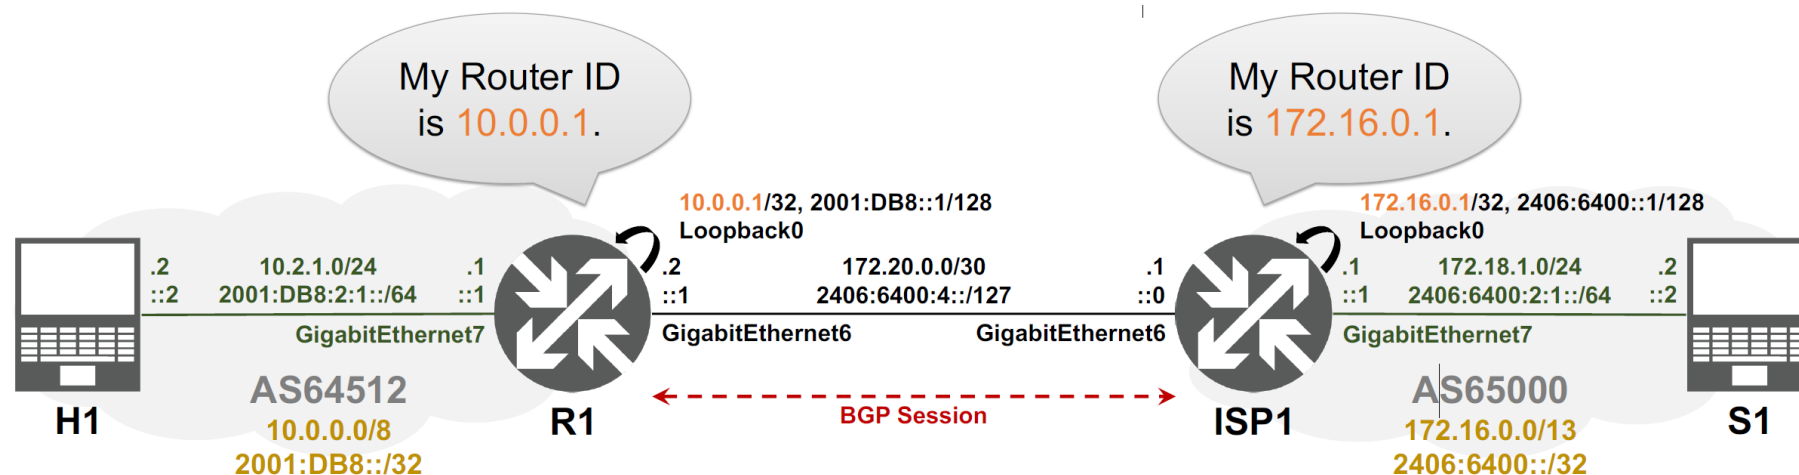 My Router ID
is 10.0.0.1.
My Router ID
is 172.16.0.1.
10.0.0.1/32, 2001:DB8::1/128
Loopback0
172.16.0.1/32, 2406:6400::1/128
Loopback0
.2 10.2.1.0/24 .1
::2 2001:DB8:2:1::/64 ::1
GigabitEthernet7
.2 172.20.0.0/30 .1
::1 2406:6400:4::/127 ::0
GigabitEthernet6 GigabitEthernet6
.1 172.18.1.0/24 .2
::1 2406:6400:2:1::/64 ::2
GigabitEthernet7
H1
AS64512
10.0.0.0/8
2001:DB8::/32
R1
BGP Session
ISP1
AS65000
172.16.0.0/13
2406:6400::/32
S1